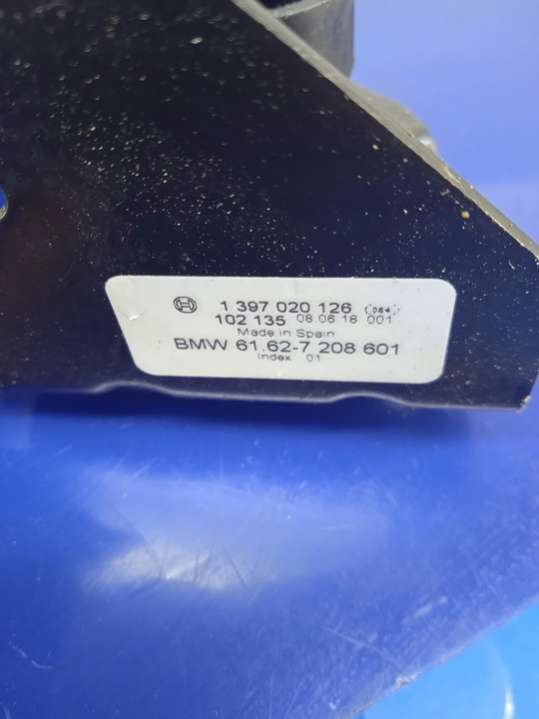 1 397 020 126
102 135 08.06.18 001
Made in Spain
BMW 61.62-7 208 601
Index 01